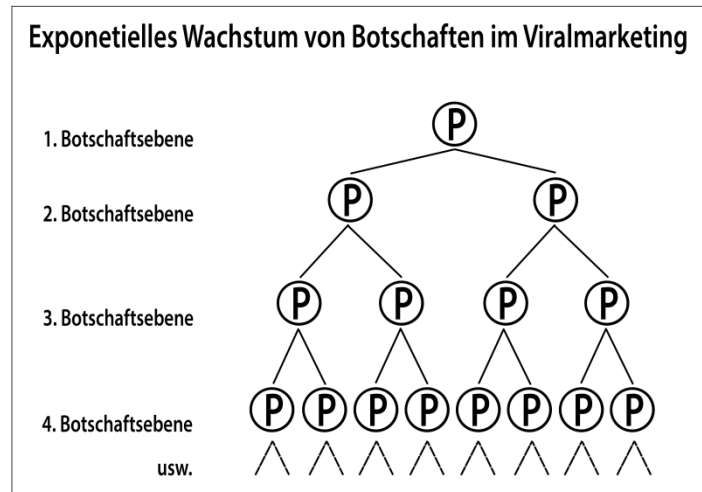 Exponetielles Wachstum von Botschaften im Viralmarketing
1. Botschaftsebene
P
2. Botschaftsebene
P P
3. Botschaftsebene
P P P P
4. Botschaftsebene
P P P P P P P P
usw.